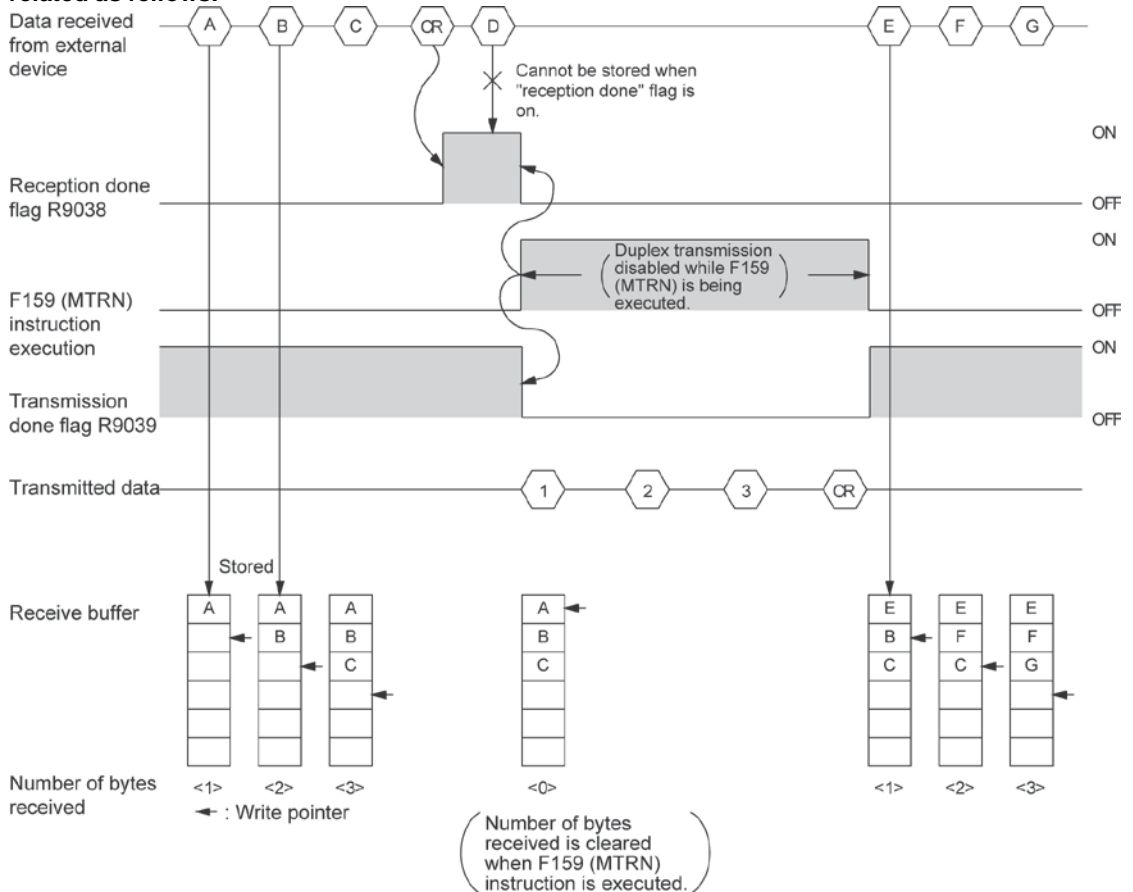 related as follows.
Data received
from external
device
A B C CR D E F G
Cannot be stored when
"reception done" flag is
on.
ON
Reception done
flag R9038
OFF
ON
Duplex transmission
disabled while F159
(MTRN) is being
executed.
F159 (MTRN)
instruction
execution
OFF
ON
Transmission
done flag R9039
OFF
Transmitted data
1 2 3 CR
Stored
Receive buffer
A A A A E E E
B B B B F F
C C C C G
Number of bytes
received
<1> <2> <3> <0> <1> <2> <3>
: Write pointer
Number of bytes
received is cleared
when F159 (MTRN)
instruction is executed.